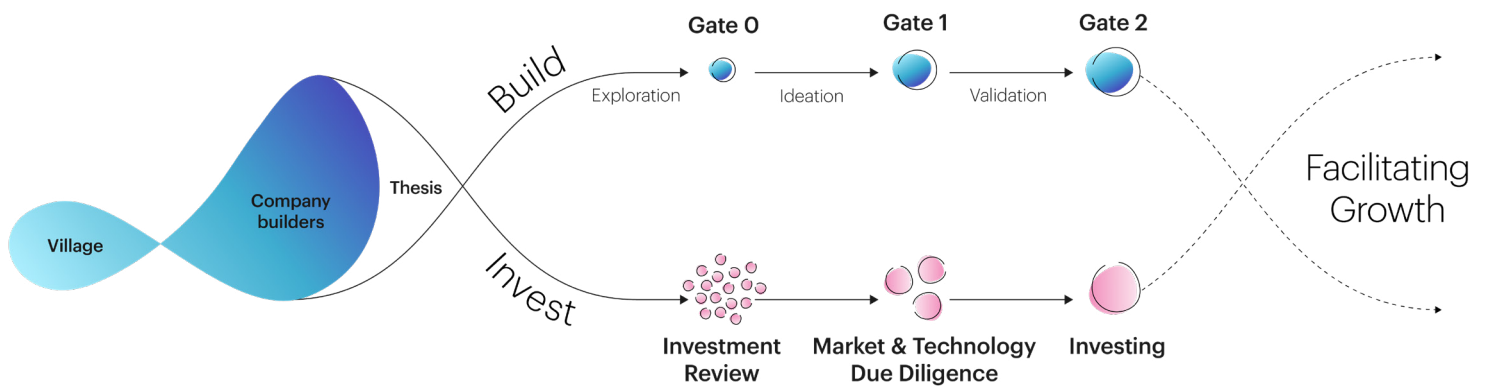 Village
Company
builders
Thesis
Build
Invest
Gate 0
Gate 1
Gate 2
Exploration
Ideation
Validation
Investment
Review
Market & Technology
Due Diligence
Investing
Facilitating
Growth